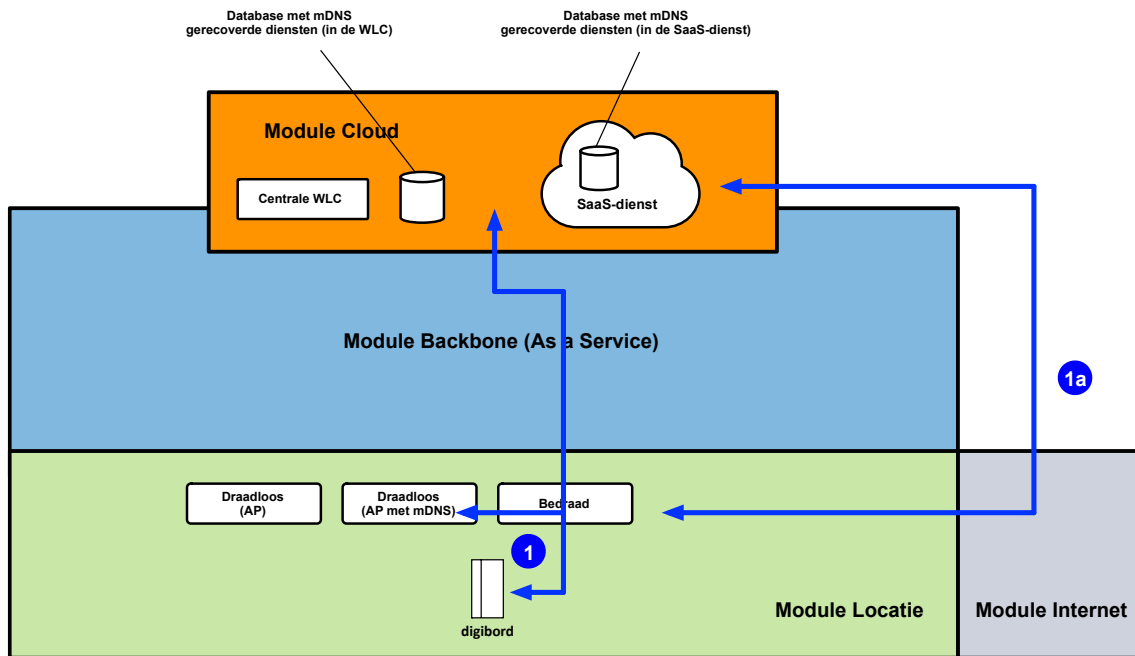 Database met mDNS
gerecoverde diensten (in de WLC)
Database met mDNS
gerecoverde diensten (in de SaaS-dienst)
Module Cloud
Centrale WLC
SaaS-dienst
Module Backbone (As a Service)
1a
Draadloos
(AP)
Draadloos
(AP met mDNS)
Bedraad
1
digibord
Module Locatie
Module Internet